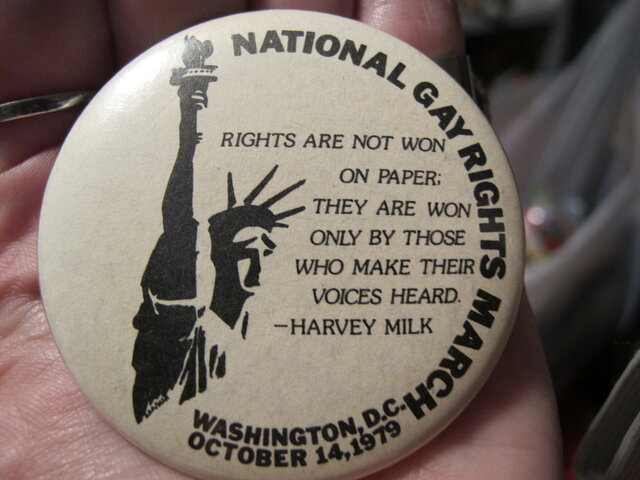 NATIONAL GAY RIGHTS MARCH
RIGHTS ARE NOT WON
ON PAPER;
THEY ARE WON
ONLY BY THOSE
WHO MAKE THEIR
VOICES HEARD.
—HARVEY MILK
WASHINGTON, D.C.
OCTOBER 14, 1979